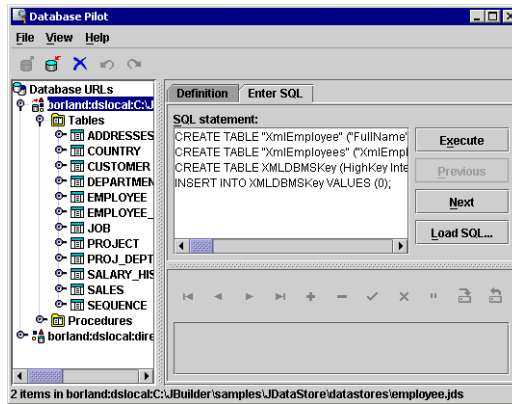 Database Pilot
File View Help
Database URLs
borland:dslocal:C:\J
Tables
ADDRESSES
COUNTRY
CUSTOMER
DEPARTMEN
EMPLOYEE
EMPLOYEE_
JOB
PROJECT
PROJ_DEPT
SALARY_HIS
SALES
SEQUENCE
Procedures
borland:dslocal:dire
Definition Enter SQL
SQL statement:
CREATE TABLE "XmlEmployee" ("FullName"
CREATE TABLE "XmlEmployees" ("XmlEmpl
CREATE TABLE XMLDBMSKey (HighKey Inte
INSERT INTO XMLDBMSKey VALUES (0);
Execute
Previous
Next
Load SQL...
2 items in borland:dslocal:C:\JBuilder\samples\JDataStore\datastores\employee.jds